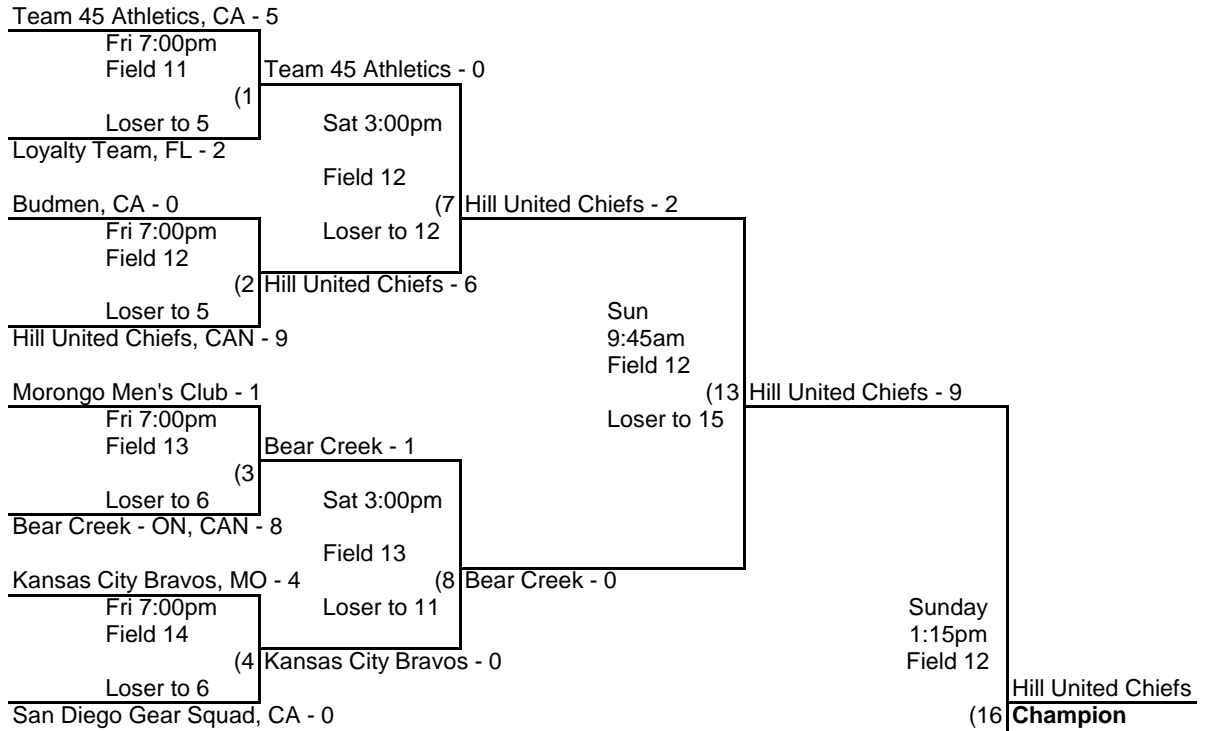 Team 45 Athletics, CA - 5
Fri 7:00pm
Field 11
Team 45 Athletics - 0
(1
Loser to 5
Sat 3:00pm
Loyalty Team, FL - 2
Field 12
Budmen, CA - 0
(7 Hill United Chiefs - 2
Fri 7:00pm
Loser to 12
Field 12
(2 Hill United Chiefs - 6
Loser to 5
Sun
Hill United Chiefs, CAN - 9
9:45am
Field 12
Morongo Men's Club - 1
(13 Hill United Chiefs - 9
Fri 7:00pm
Loser to 15
Field 13
Bear Creek - 1
(3
Loser to 6
Sat 3:00pm
Bear Creek - ON, CAN - 8
Field 13
Kansas City Bravos, MO - 4
(8 Bear Creek - 0
Fri 7:00pm
Loser to 11
Sunday
Field 14
1:15pm
(4 Kansas City Bravos - 0
Field 12
Loser to 6
Hill United Chiefs
San Diego Gear Squad, CA - 0
(16 Champion